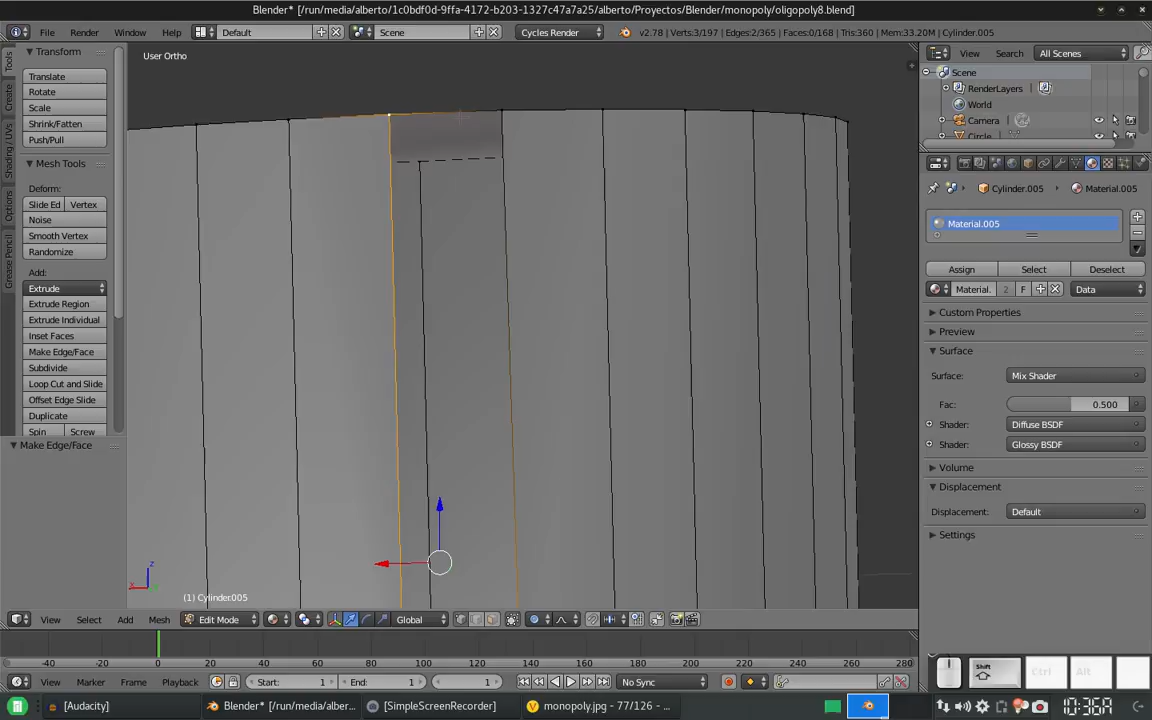 Blender* [/run/media/alberto/1c0bdf0d-9ffa-4172-b203-1327c47a7a25/alberto/Proyectos/Blender/monopoly/oligopoly8.blend]
File Render Window Help Default Scene Cycles Render v2.78 | Verts:3/197 | Edges:2/365 | Faces:0/168 | Tris:360 | Mem:33.20M | Cylinder.005
Transform
User Ortho
View Search All Scenes
Translate
Scene
Rotate
RenderLayers
Scale
World
Shrink/Fatten
Camera
Push/Pull
Circle
Mesh Tools
Deform:
Cylinder.005 Material.005
Slide Ed Vertex
Noise
Material.005
Smooth Vertex
Randomize
Add:
Assign Select Deselect
Extrude
Material. 2 F Data
Extrude Region
Custom Properties
Extrude Individual
Preview
Inset Faces
Surface
Make Edge/Face
Subdivide
Surface: Mix Shader
Loop Cut and Slide
Offset Edge Slide
Fac: 0.500
Duplicate
Shader: Diffuse BSDF
Spin Screw
Shader: Glossy BSDF
Make Edge/Face
Volume
Displacement
Displacement: Default
Settings
Tools
Create
Shading / UVs
Options
Grease Pencil
x z
(1) Cylinder.005
View Select Add Mesh Edit Mode Global
-40 -20 0 20 40 60 80 100 120 140 160 180 200 220 240 260 280
View Marker Frame Playback Start: 1 End: 1 1 No Sync
Shift Ctrl Alt
[Audacity] Blender* [/run/media/alber... [SimpleScreenRecorder] monopoly.jpg - 77/126 - ...